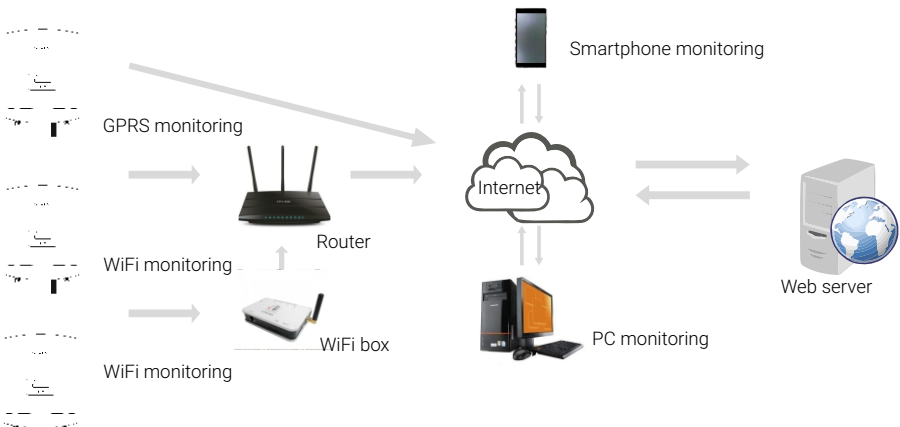 Smartphone monitoring
GPRS monitoring
Internet
Router
WiFi monitoring
Web server
WiFi box
PC monitoring
WiFi monitoring